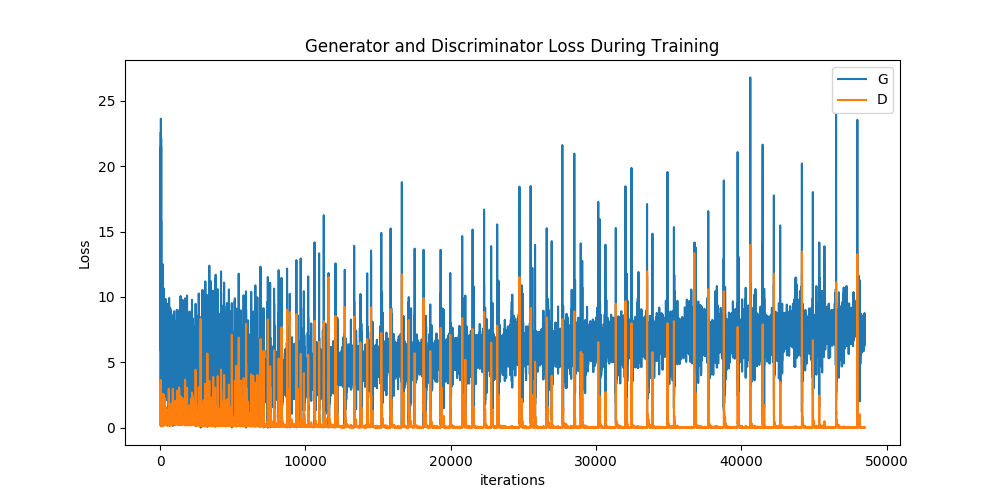 Generator and Discriminator Loss During Training
G
D
Loss
25
20
15
10
5
0
0 10000 20000 30000 40000 50000
iterations